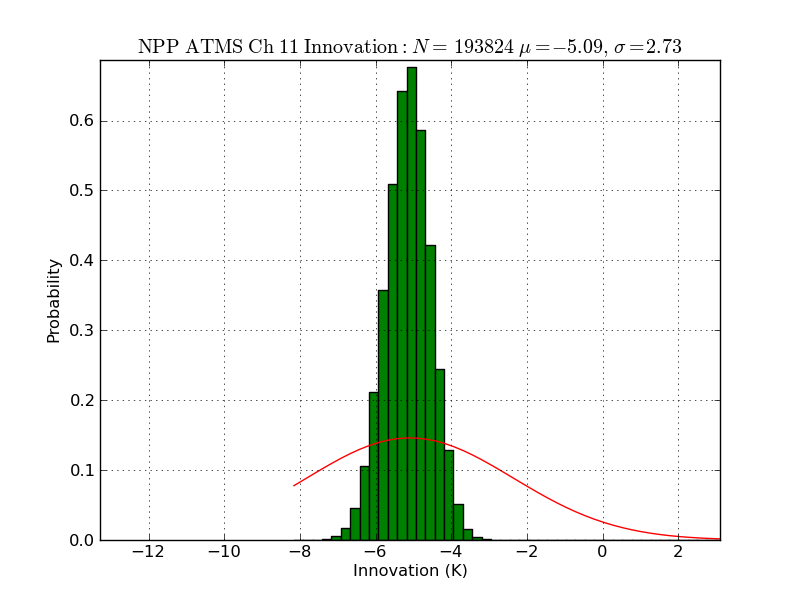 NPP ATMS Ch 11 Innovation : N = 193824 μ = −5.09, σ = 2.73
0.6
0.5
0.4
0.3
0.2
0.1
0.0
Probability
−12 −10 −8 −6 −4 −2 0 2
Innovation (K)